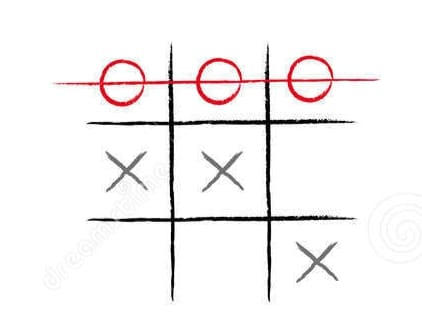 O O O
X X
X
dreamstime